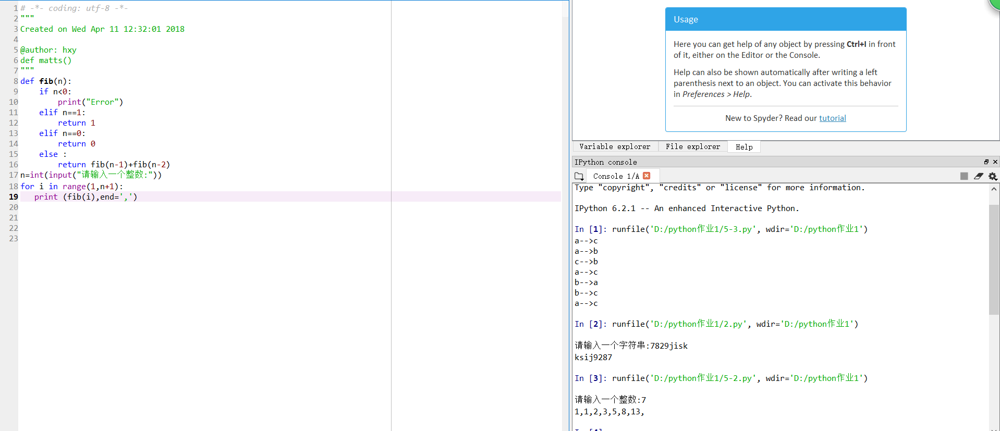 1 # -*- coding: utf-8 -*-
2 """
3 Created on Wed Apr 11 12:32:01 2018
4
5 @author: hxy
6 def matts()
7 """
8 def fib(n):
9     if n<0:
10         print("Error")
11     elif n==1:
12         return 1
13     elif n==0:
14         return 0
15     else :
16         return fib(n-1)+fib(n-2)
17 n=int(input("请输入一个整数:"))
18 for i in range(1,n+1):
19    print (fib(i),end=',')
20
21
22
23
Usage
Here you can get help of any object by pressing Ctrl+I in front
of it, either on the Editor or the Console.
Help can also be shown automatically after writing a left
parenthesis next to an object. You can activate this behavior
in Preferences > Help.
New to Spyder? Read our tutorial
Variable explorer File explorer Help
IPython console
Console 1/A
Type "copyright", "credits" or "license" for more information.
IPython 6.2.1 -- An enhanced Interactive Python.
In [1]: runfile('D:/python作业1/5-3.py', wdir='D:/python作业1')
a-->c
a-->b
c-->b
a-->c
b-->a
b-->c
a-->c
In [2]: runfile('D:/python作业1/2.py', wdir='D:/python作业1')
请输入一个字符串:7829jisk
ksij9287
In [3]: runfile('D:/python作业1/5-2.py', wdir='D:/python作业1')
请输入一个整数:7
1,1,2,3,5,8,13,